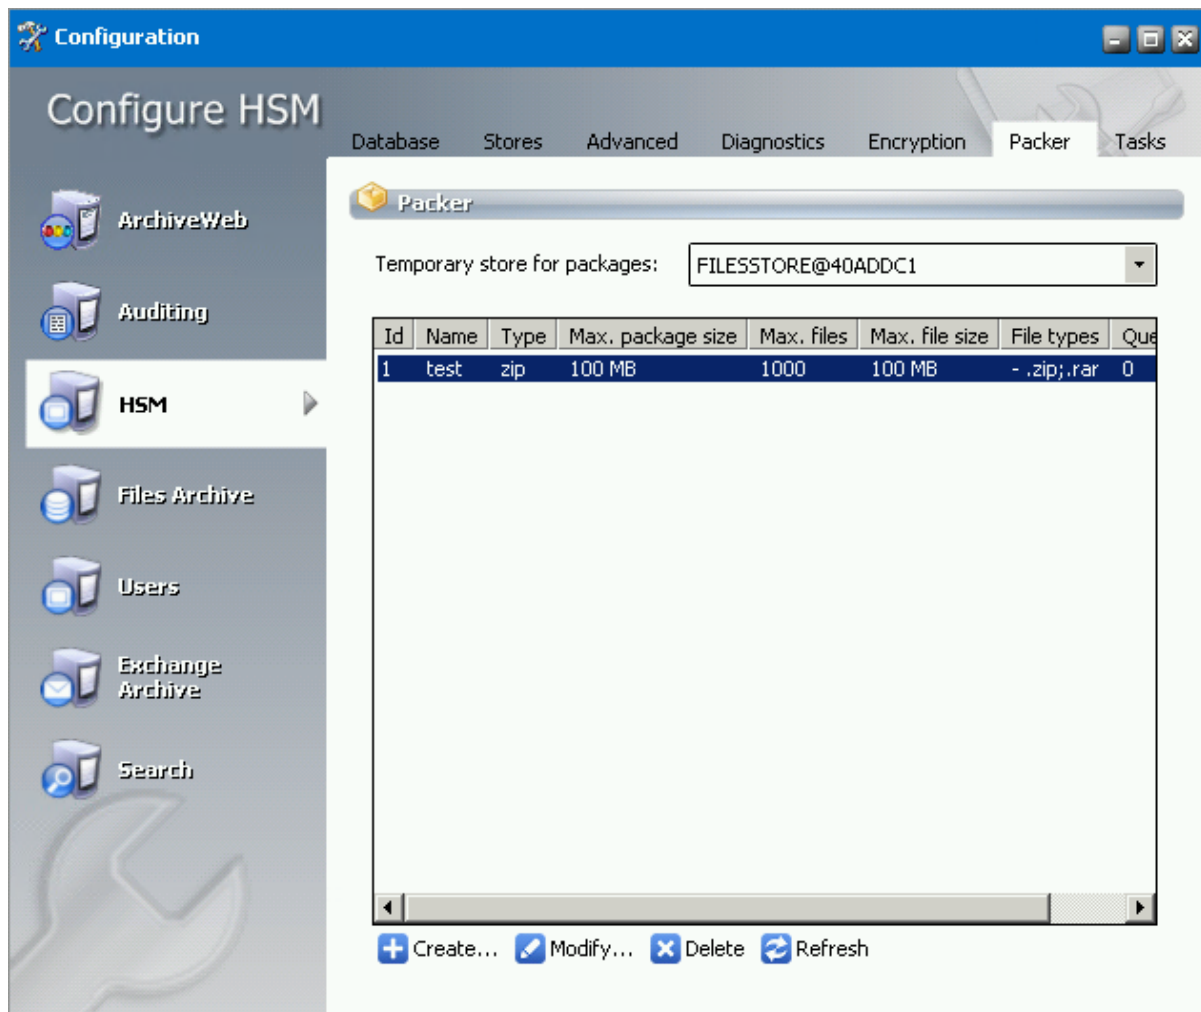 Configuration
Configure HSM
Database Stores Advanced Diagnostics Encryption Packer Tasks
ArchiveWeb
Auditing
HSM
Files Archive
Users
Exchange
Archive
Search
Packer
Temporary store for packages: FILESSTORE@40ADDC1
Id Name Type Max. package size Max. files Max. file size File types Que
1 test zip 100 MB 1000 100 MB - .zip;.rar 0
Create... Modify... Delete Refresh